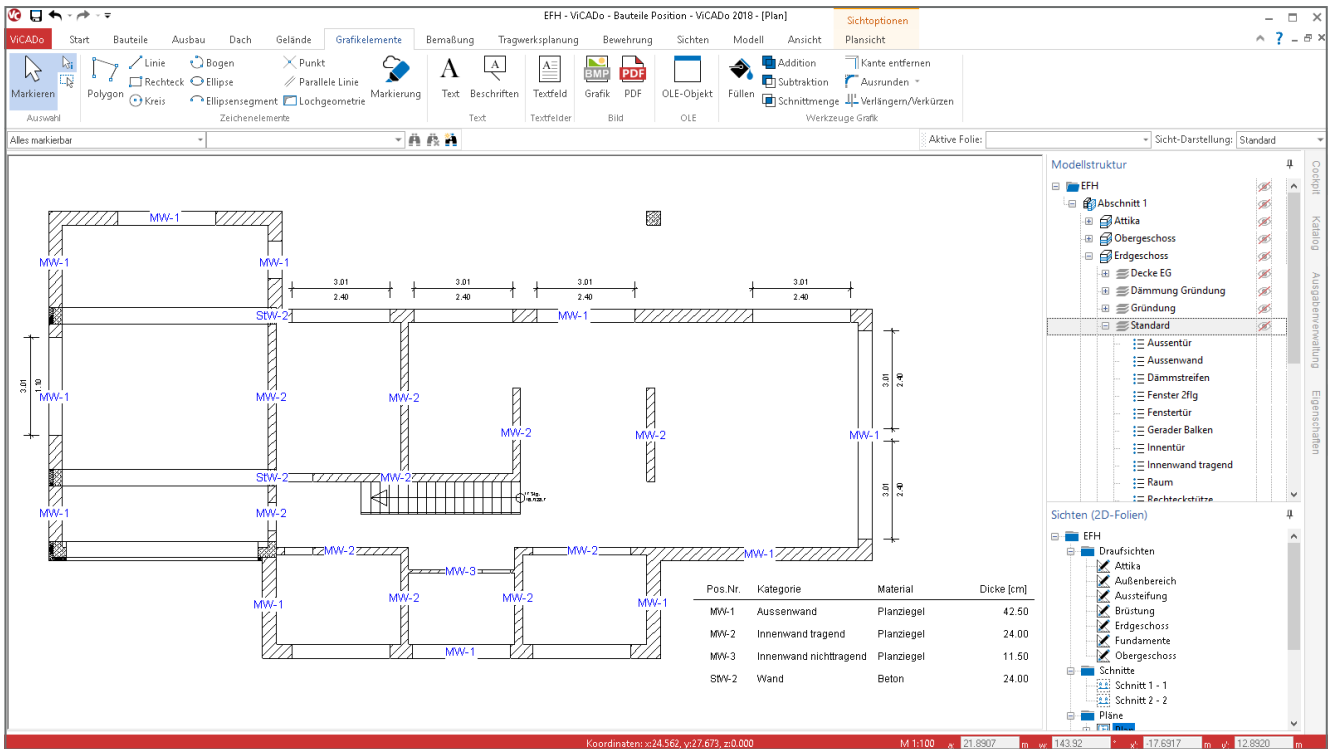 EFH - ViCADo - Bauteile Position - ViCADo 2018 - [Plan]
Sichtoptionen
ViCADo Start Bauteile Ausbau Dach Gelände Grafikelemente Bemaßung Tragwerksplanung Bewehrung Sichten Modell Ansicht Plansicht
Linie Bogen Punkt Addition Kante entfernen
Rechteck Ellipse Parallele Linie Subtraktion Ausrunden
Markieren Polygon Kreis Ellipsensegment Lochgeometrie Markierung Text Beschriften Textfeld Grafik PDF OLE-Objekt Füllen Schnittmenge Verlängern/Verkürzen
Auswahl Zeichenelemente Text Textfelder Bild OLE Werkzeuge Grafik
Alles markierbar Aktive Folie: Sicht-Darstellung: Standard
MW-1
MW-1 MW-1
3.01 3.01 3.01 3.01
2.40 2.40 2.40 2.40
StW-2 MW-1
3.01
1.10
3.01
2.40
MW-1 MW-2 MW-2
MW-2 MW-2 MW-1
StW-2 MW-2
3.01
2.40
MW-1 MW-2
MW-2 MW-2 MW-1
MW-3
MW-1 MW-2 MW-2 MW-1
MW-1
Pos.Nr. Kategorie Material Dicke [cm]
MW-1 Aussenwand Planziegel 42.50
MW-2 Innenwand tragend Planziegel 24.00
MW-3 Innenwand nichttragend Planziegel 11.50
StW-2 Wand Beton 24.00
Modellstruktur
EFH
Abschnitt 1
Attika
Obergeschoss
Erdgeschoss
Decke EG
Dämmung Gründung
Gründung
Standard
Aussentür
Aussenwand
Dämmstreifen
Fenster 2flg
Fenstertür
Gerader Balken
Innentür
Innenwand tragend
Raum
Rechteckstütze
Sichten (2D-Folien)
EFH
Draufsichten
Attika
Außenbereich
Aussteifung
Brüstung
Erdgeschoss
Fundamente
Obergeschoss
Schnitte
Schnitt 1 - 1
Schnitt 2 - 2
Pläne
Plan
Cockpit
Katalog
Ausgabenverwaltung
Eigenschaften
Koordinaten: x:24.562, y:27.673, z:0.000 M 1:100 a: 21.8907 m w: 143.92 ° x': -17.6917 m y': 12.8920 m